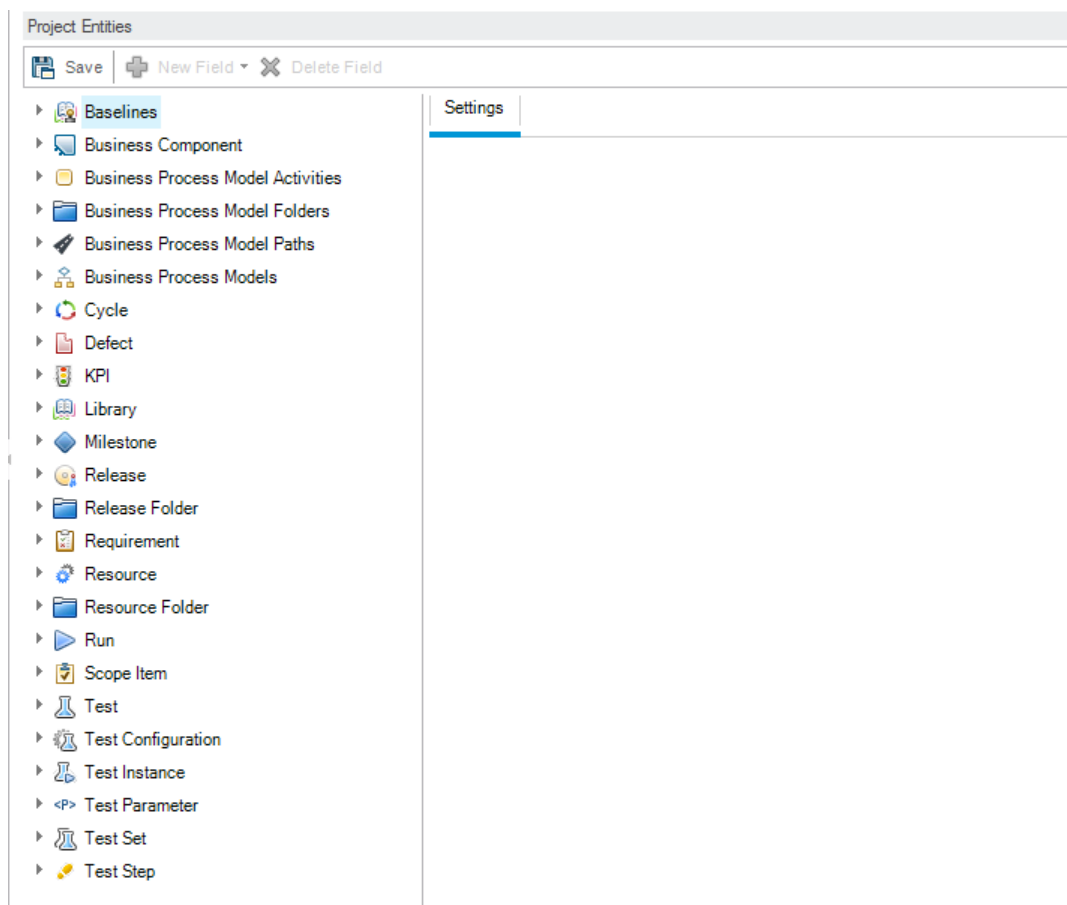 Project Entities
Save New Field Delete Field
Settings
Baselines
Business Component
Business Process Model Activities
Business Process Model Folders
Business Process Model Paths
Business Process Models
Cycle
Defect
KPI
Library
Milestone
Release
Release Folder
Requirement
Resource
Resource Folder
Run
Scope Item
Test
Test Configuration
Test Instance
<P> Test Parameter
Test Set
Test Step